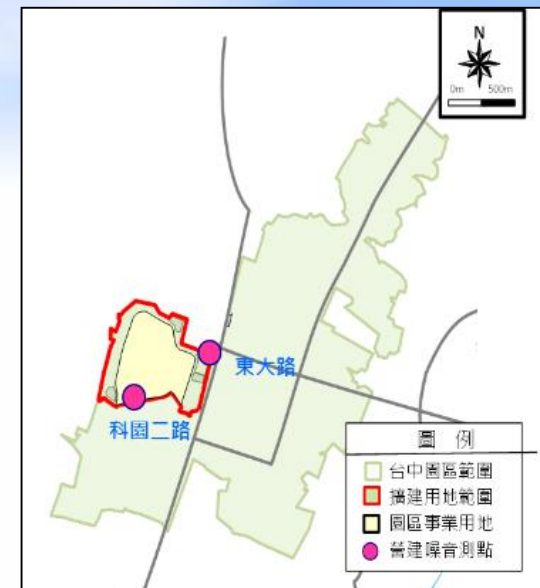 N
0m 500m
東大路
科園二路
圖 例
台中園區範圍
擴建用地範圍
園區事業用地
營建噪音測點